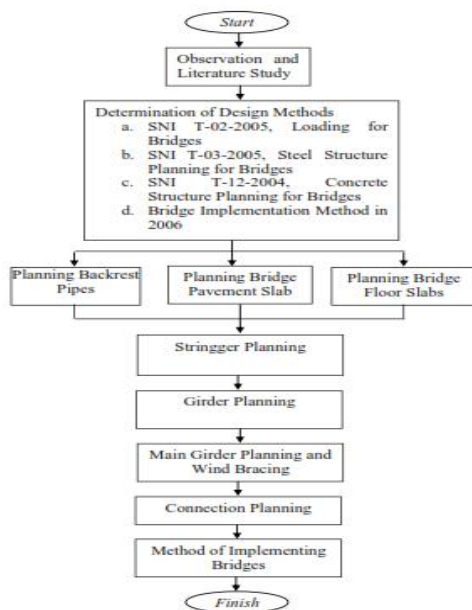 Start
Observation and
Literature Study
Determination of Design Methods
a. SNI T-02-2005, Loading for
Bridges
b. SNI T-03-2005, Steel Structure
Planning for Bridges
c. SNI T-12-2004, Concrete
Structure Planning for Bridges
d. Bridge Implementation Method in
2006
Planning Backrest
Pipes
Planning Bridge
Pavement Slab
Planning Bridge
Floor Slabs
Stringger Planning
Girder Planning
Main Girder Planning and
Wind Bracing
Connection Planning
Method of Implementing
Bridges
Finish